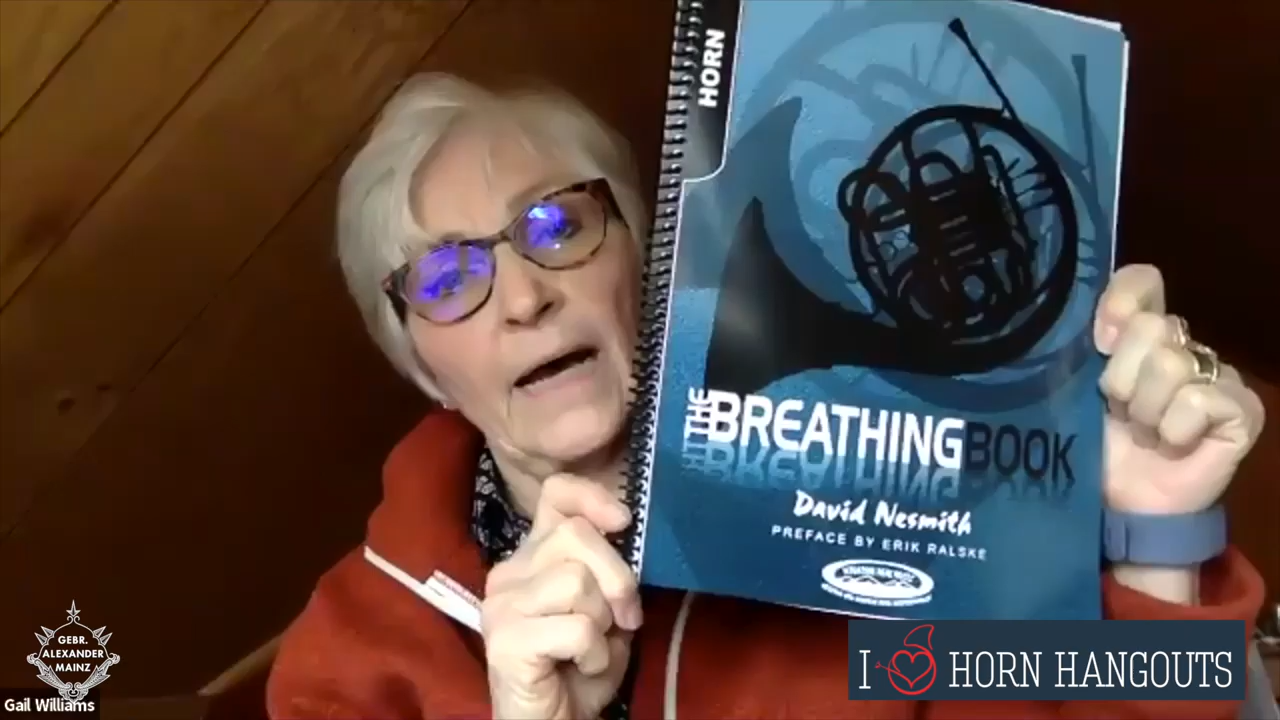 HORN
THE BREATHING BOOK
David Nesmith
PREFACE BY ERIK RALSKE
GEBR.
ALEXANDER
MAINZ
Gail Williams
I HORN HANGOUTS